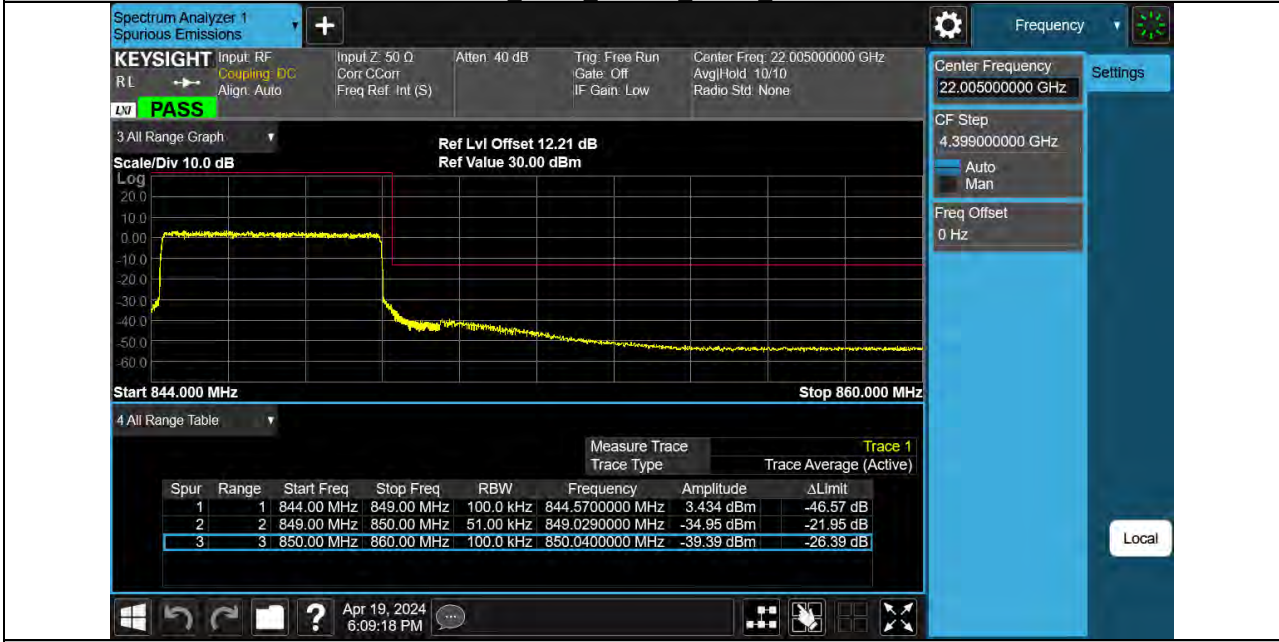 Spectrum Analyzer 1
Spurious Emissions
Frequency
KEYSIGHT
R L
LXI
PASS
Input: RF
Coupling: DC
Align: Auto
Input Z: 50 Ω
Corr CCorr
Freq Ref: Int (S)
Atten: 40 dB
Trig: Free Run
Gate: Off
IF Gain: Low
Center Freq: 22.005000000 GHz
Avg|Hold: 10/10
Radio Std: None
Center Frequency
22.005000000 GHz
Settings
CF Step
4.399000000 GHz
Auto
Man
Freq Offset
0 Hz
Local
3 All Range Graph
Scale/Div 10.0 dB
Ref Lvl Offset 12.21 dB
Ref Value 30.00 dBm
Log
20.0
10.0
0.00
-10.0
-20.0
-30.0
-40.0
-50.0
-60.0
Start 844.000 MHz
Stop 860.000 MHz
4 All Range Table
Measure Trace Trace 1
Trace Type Trace Average (Active)
Spur Range Start Freq Stop Freq RBW Frequency Amplitude ΔLimit
1 1 844.00 MHz 849.00 MHz 100.0 kHz 844.5700000 MHz 3.434 dBm -46.57 dB
2 2 849.00 MHz 850.00 MHz 51.00 kHz 849.0290000 MHz -34.95 dBm -21.95 dB
3 3 850.00 MHz 860.00 MHz 100.0 kHz 850.0400000 MHz -39.39 dBm -26.39 dB
Apr 19, 2024
6:09:18 PM